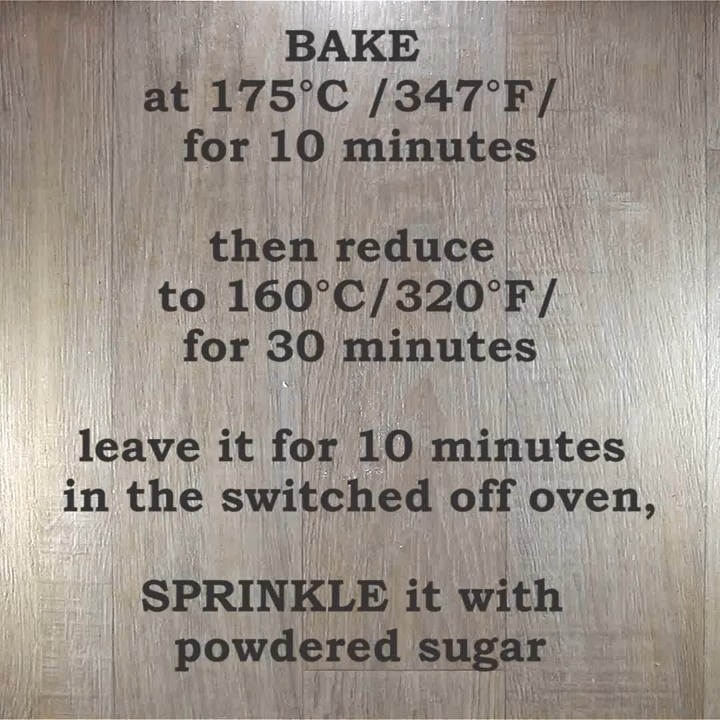 BAKE
at 175°C /347°F/
for 10 minutes
then reduce
to 160°C/320°F/
for 30 minutes
leave it for 10 minutes
in the switched off oven,
SPRINKLE it with
powdered sugar